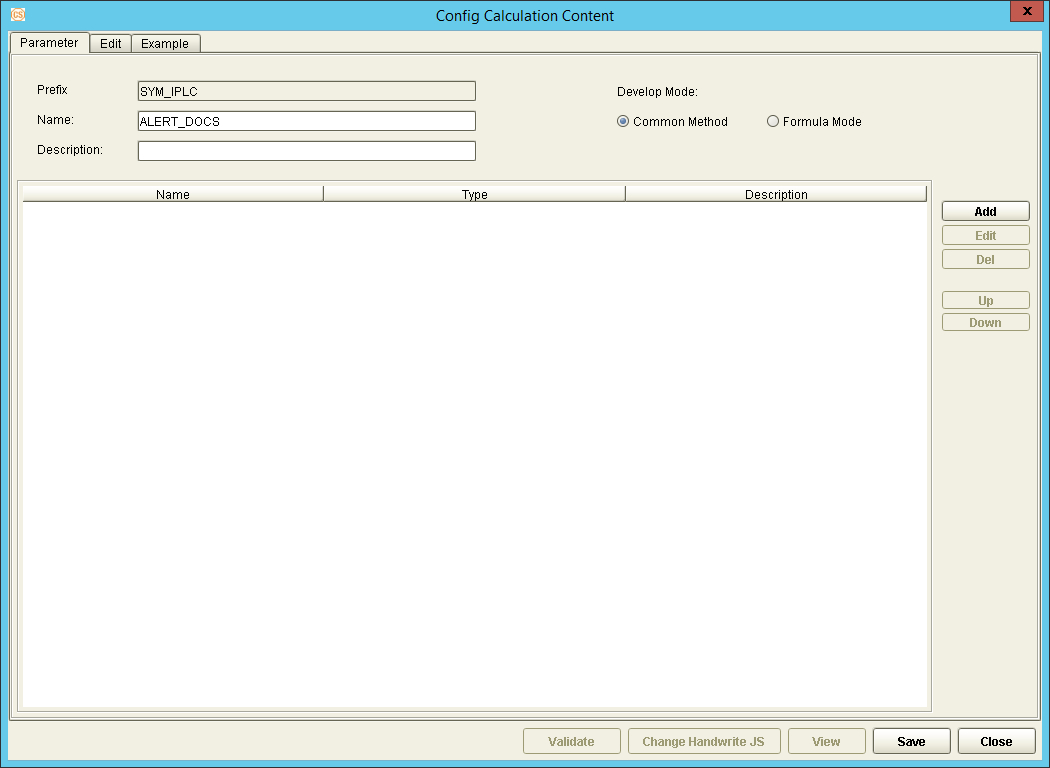 CS
Config Calculation Content
x
Parameter Edit Example
Prefix SYM_IPLC Develop Mode:
Name: ALERT_DOCS Common Method Formula Mode
Description:
Name Type Description
Add
Edit
Del
Up
Down
Validate Change Handwrite JS View Save Close